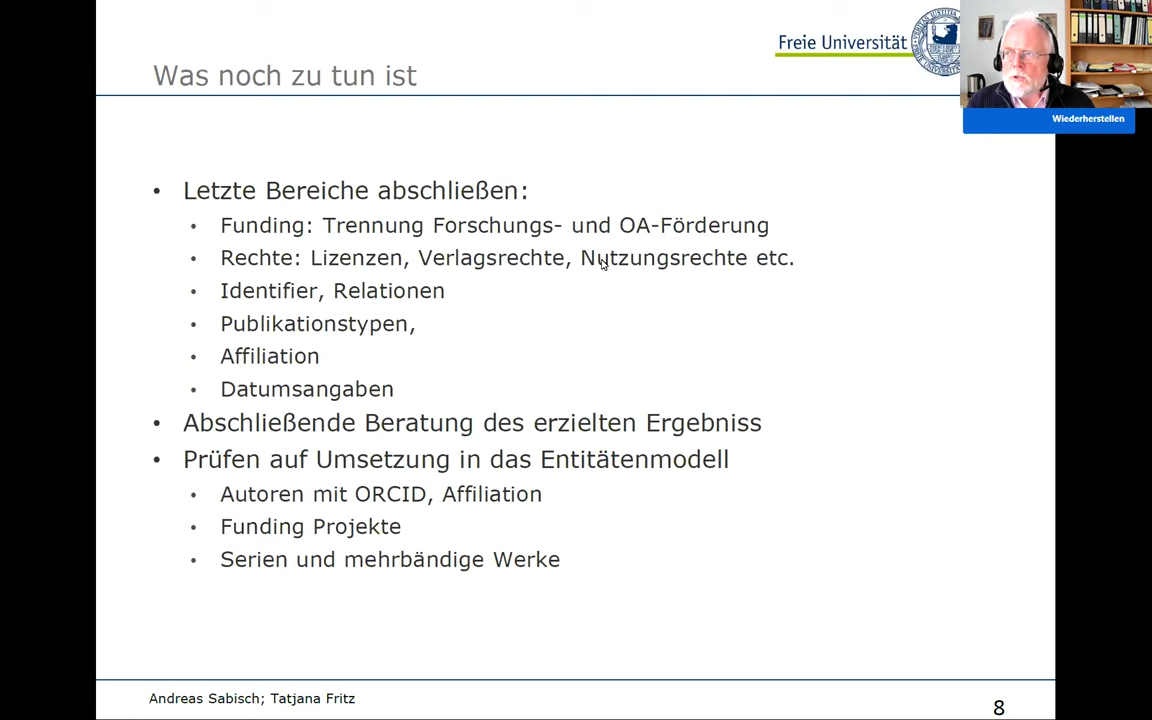 Freie Universität
Wiederherstellen
Was noch zu tun ist
• Letzte Bereiche abschließen:
• Funding: Trennung Forschungs- und OA-Förderung
• Rechte: Lizenzen, Verlagsrechte, Nutzungsrechte etc.
• Identifier, Relationen
• Publikationstypen,
• Affiliation
• Datumsangaben
• Abschließende Beratung des erzielten Ergebniss
• Prüfen auf Umsetzung in das Entitätenmodell
• Autoren mit ORCID, Affiliation
• Funding Projekte
• Serien und mehrbändige Werke
Andreas Sabisch; Tatjana Fritz
8